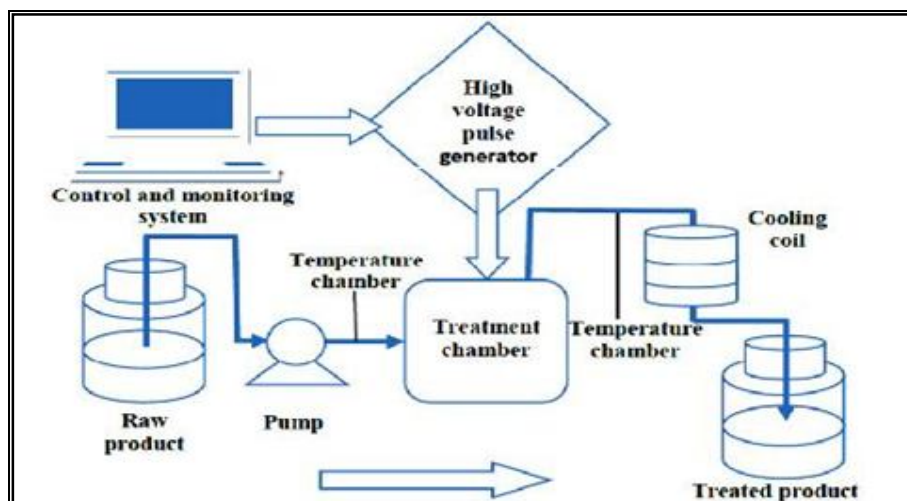 High
voltage
pulse
generator
Control and monitoring
system
Cooling
coil
Temperature
chamber
Treatment
chamber
Temperature
chamber
Raw
product
Pump
Treated product